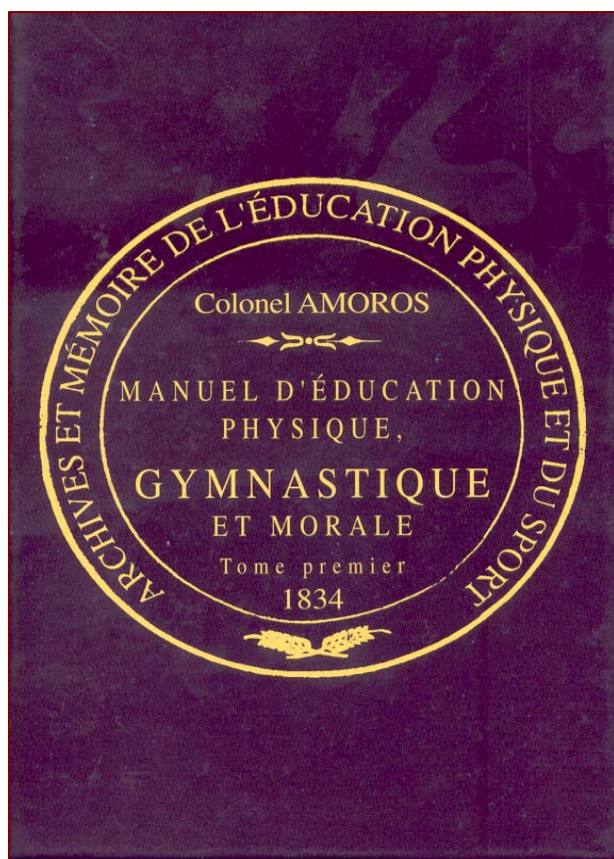 ARCHIVES ET MÉMOIRE DE L'ÉDUCATION PHYSIQUE ET DU SPORT
Colonel AMOROS
MANUEL D'ÉDUCATION
PHYSIQUE,
GYMNASTIQUE
ET MORALE
Tome premier
1834